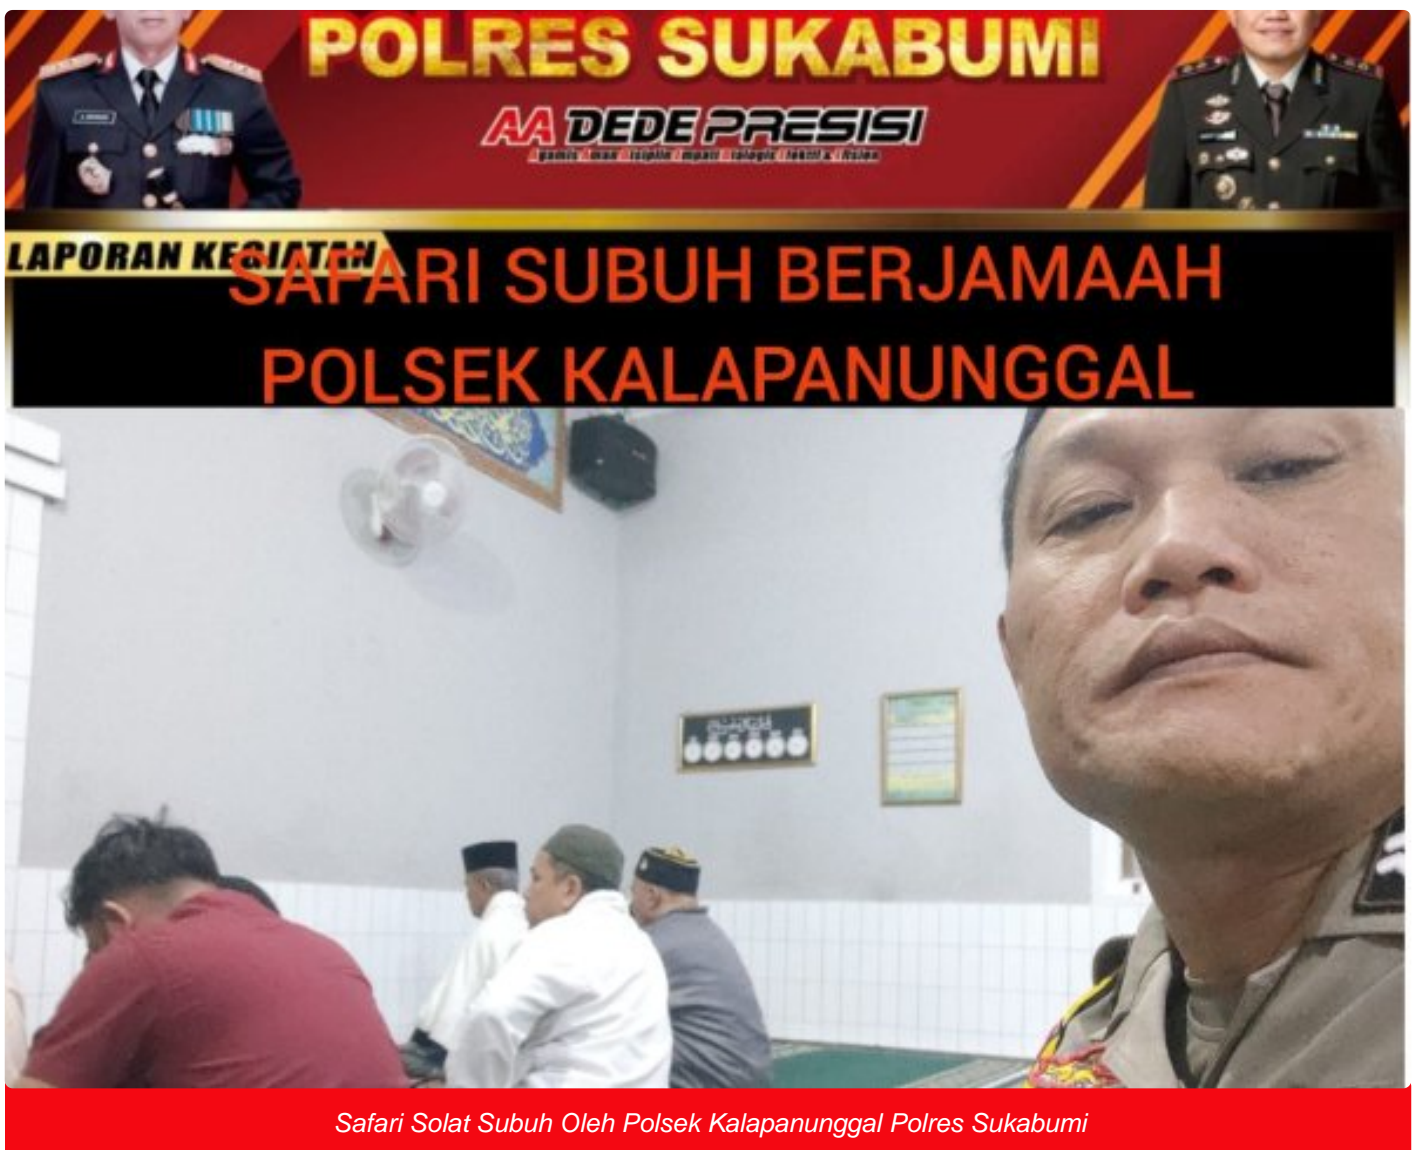 POLRES SUKABUMI
AA DEDE PRESISI
LAPORAN KEGIATAN
SAFARI SUBUH BERJAMAAH
POLSEK KALAPANUNGGAL
Safari Solat Subuh Oleh Polsek Kalapanunggal Polres Sukabumi